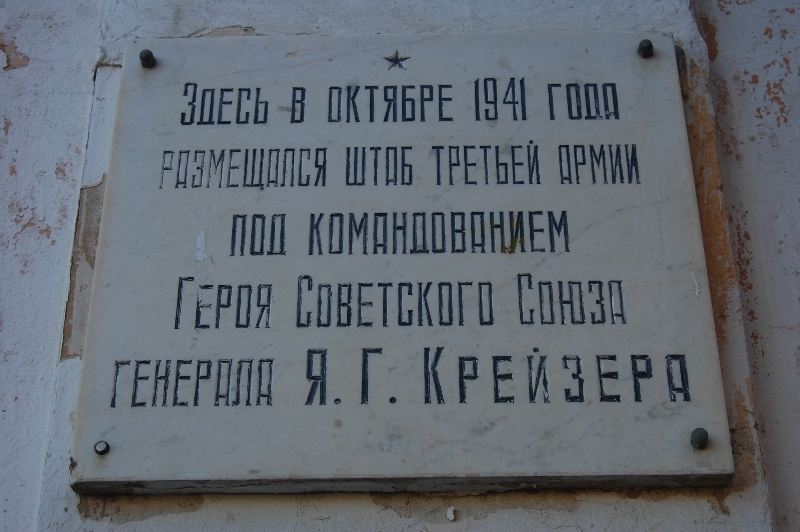 Здесь в октябре 1941 года
размещался штаб третьей армии
под командованием
Героя Советского Союза
генерала Я. Г. Крейзера